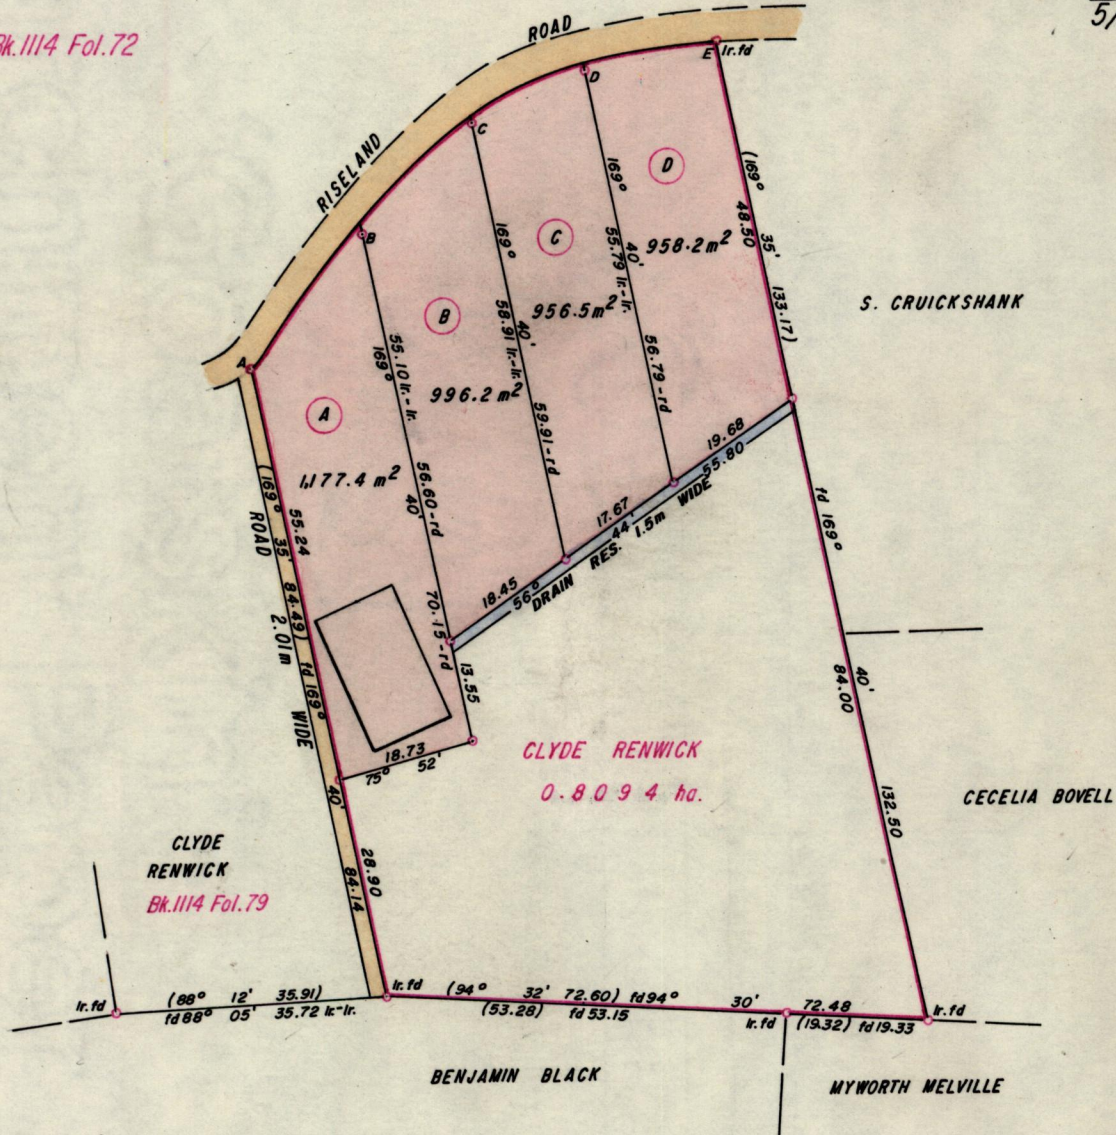 Bk.1114 Fol.72
5/
ROAD
RISELAND
E Ir.fd
D
C
B
A
D
958.2 m²
C
956.5 m²
B
996.2 m²
A
1,177.4 m²
(169° 35' 133.17)
48.50
169° 40'
55.79 Ir.-Ir.
56.79-rd
169° 40'
58.91 Ir.-Ir.
59.91-rd
169° 40'
55.10 Ir.-Ir.
56.60-rd
70.15-rd
13.55
(169° 35' 84.49) fd 169° 40' 84.14
55.24
28.90
ROAD 2.01m WIDE
18.45
17.67
19.68
56° 44' 55.80
DRAIN RES. 1.5m WIDE
18.73
75° 52'
S. CRUICKSHANK
fd 169° 40' 132.50
84.00
CLYDE RENWICK
0.8094 ha.
CECELIA BOVELL
CLYDE
RENWICK
Bk.1114 Fol.79
Ir.fd
(88° 12' 35.91)
fd 88° 05' 35.72 Ir-Ir.
Ir.fd
(94° 32' 72.60) fd 94° 30' 72.48
(53.28) fd 53.15
Ir.fd
(19.32) fd 19.33
Ir.fd
BENJAMIN BLACK
MYWORTH MELVILLE